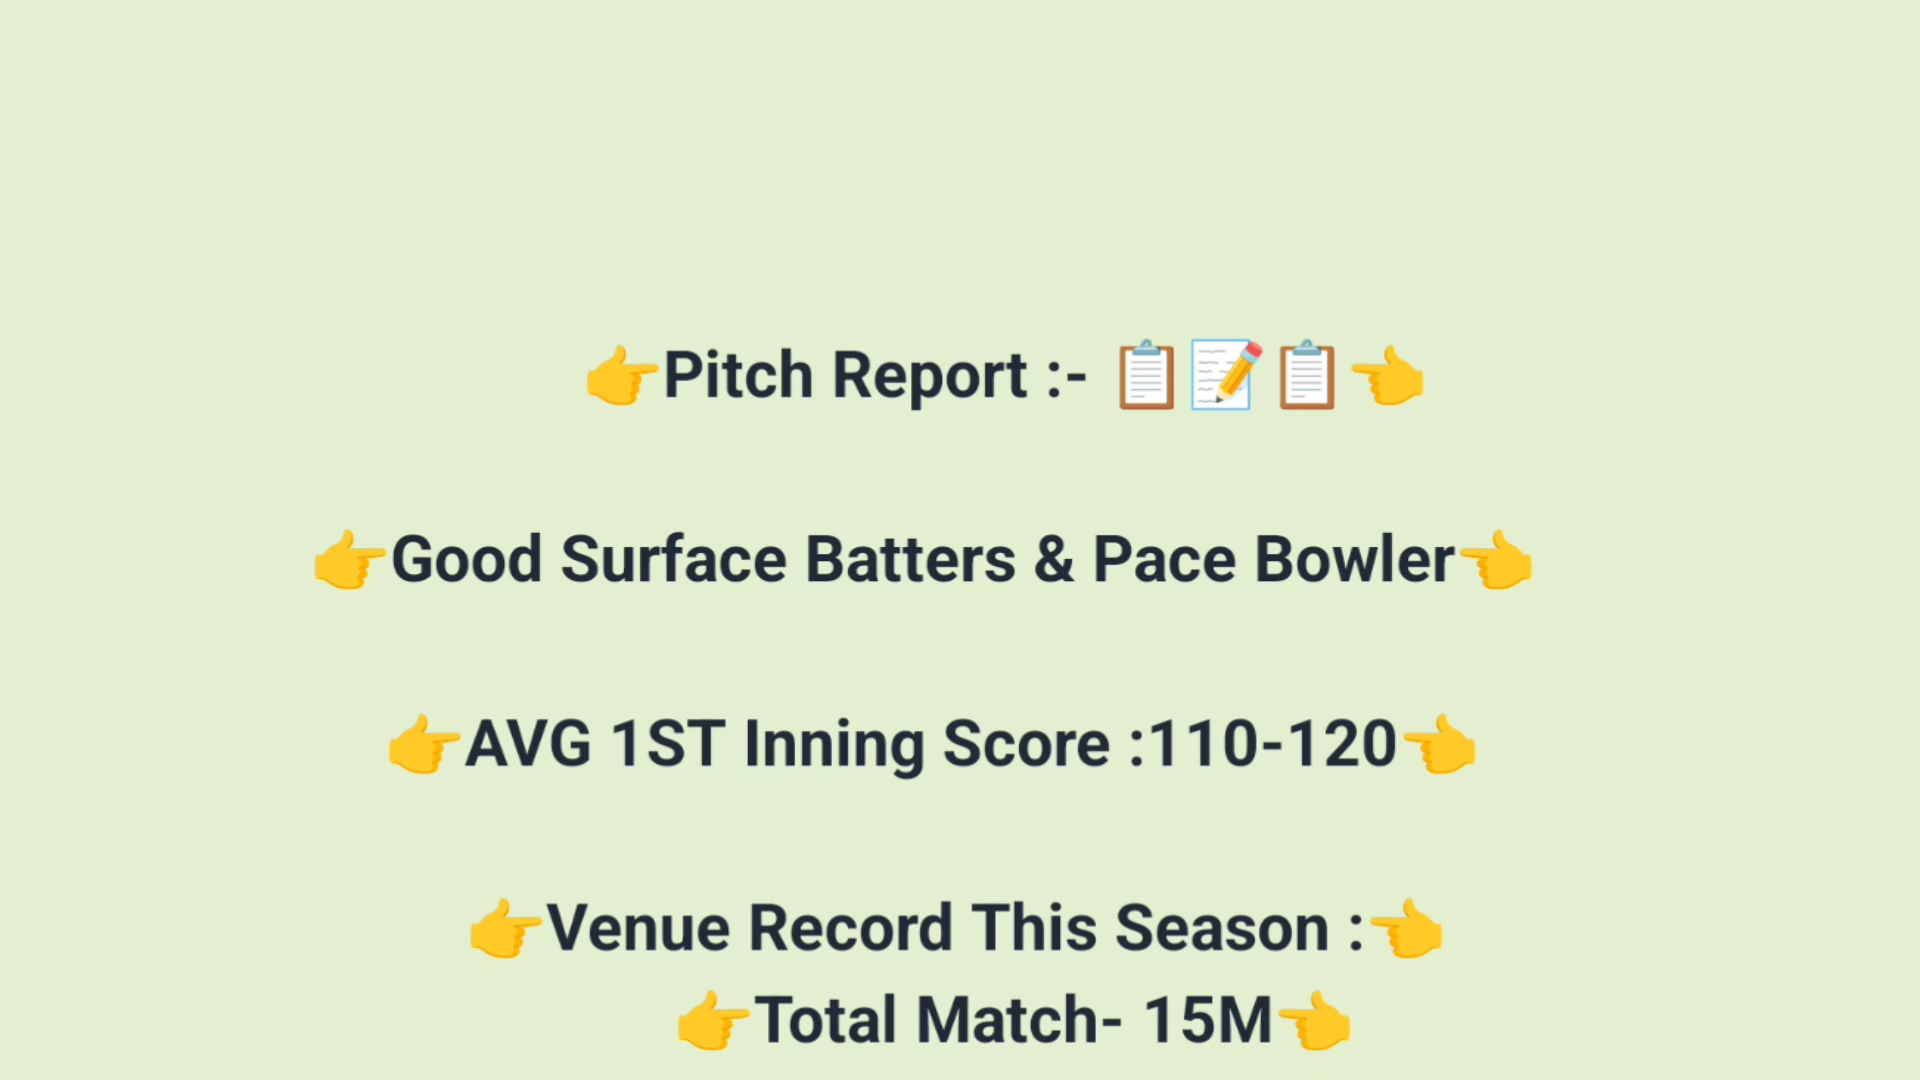 👉Pitch Report :- 📋📝📋👈
👉Good Surface Batters & Pace Bowler👈
👉AVG 1ST Inning Score :110-120👈
👉Venue Record This Season :👈
👉Total Match- 15M👈